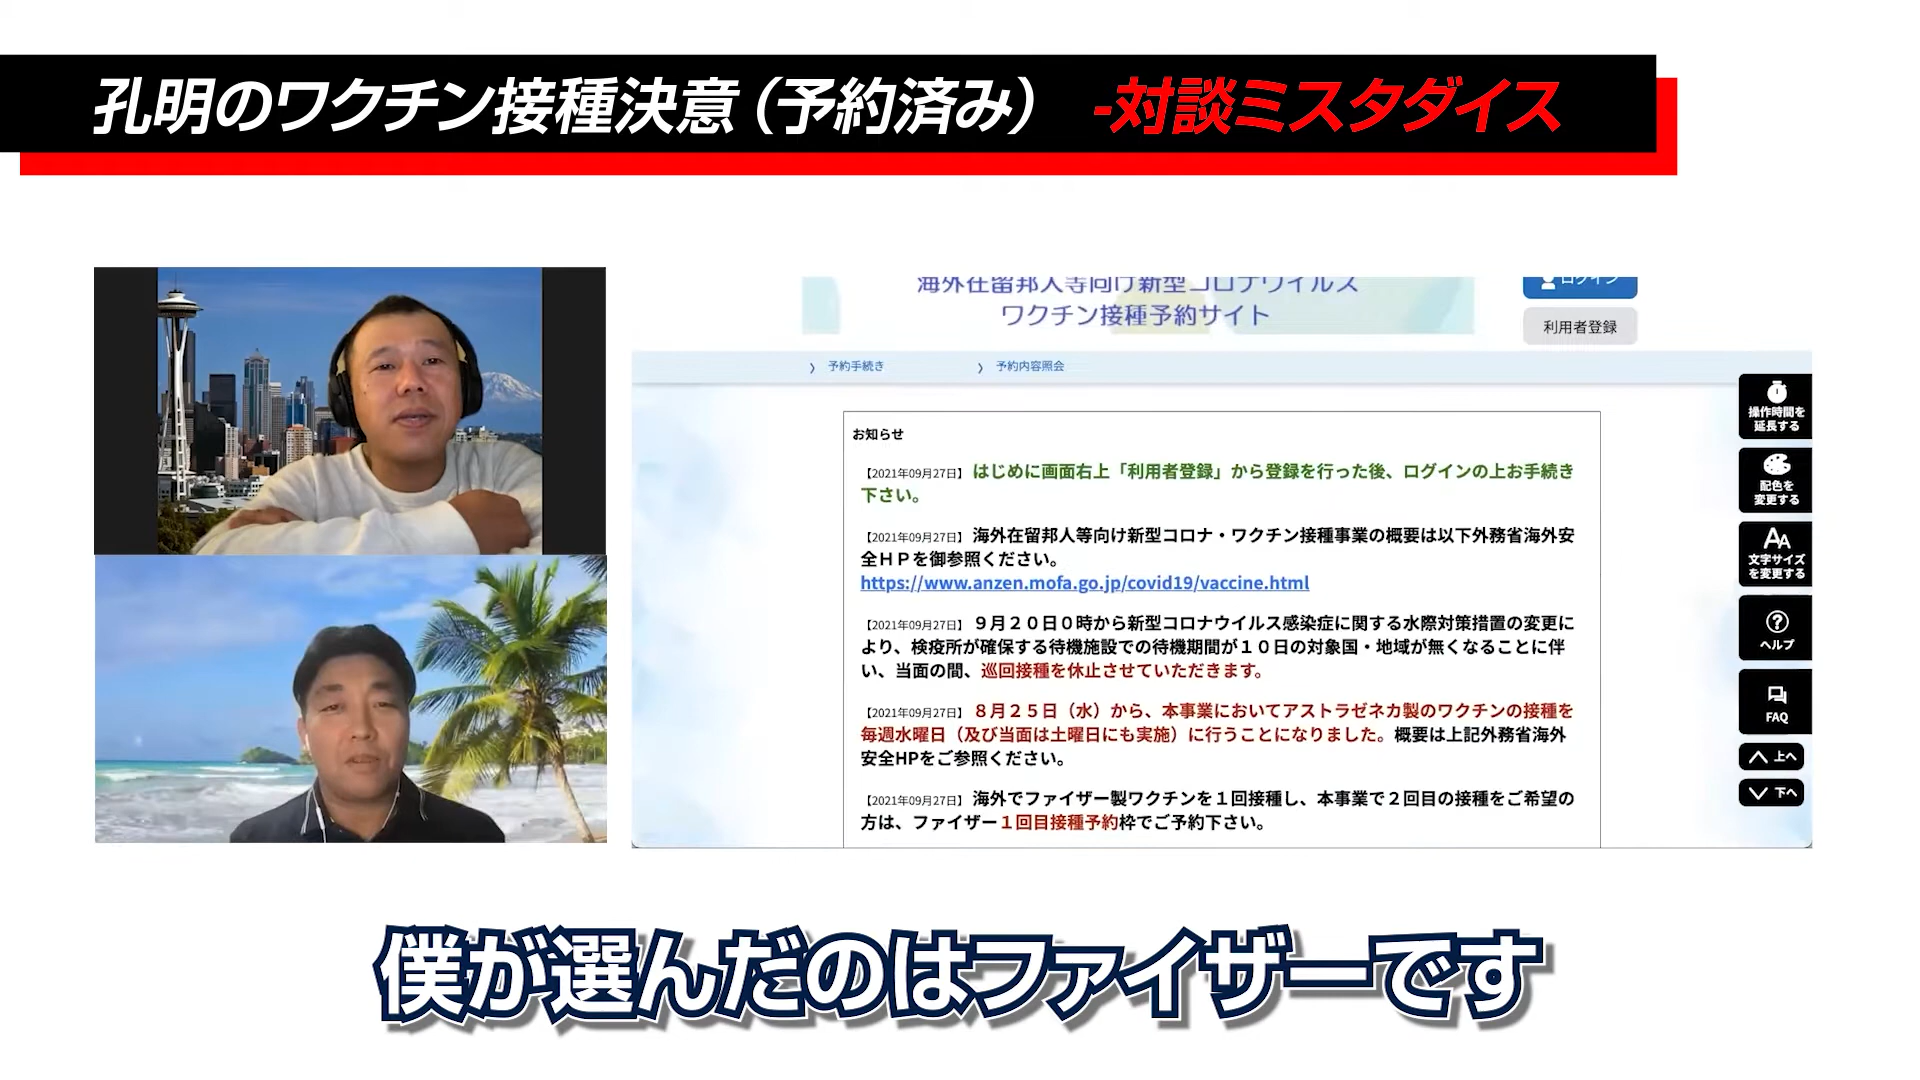 孔明のワクチン接種決意（予約済み） -対談ミスタダイス
海外在留邦人等向け新型コロナウイルス
ワクチン接種予約サイト
ログイン
利用者登録
予約手続き
予約内容照会
お知らせ
【2021年09月27日】 はじめに画面右上「利用者登録」から登録を行った後、ログインの上お手続き
下さい。
【2021年09月27日】 海外在留邦人等向け新型コロナ・ワクチン接種事業の概要は以下外務省海外安
全ＨＰを御参照ください。
https://www.anzen.mofa.go.jp/covid19/vaccine.html
【2021年09月27日】 ９月２０日０時から新型コロナウイルス感染症に関する水際対策措置の変更に
より、検疫所が確保する待機施設での待機期間が１０日の対象国・地域が無くなることに伴
い、当面の間、巡回接種を休止させていただきます。
【2021年09月27日】 ８月２５日（水）から、本事業においてアストラゼネカ製のワクチンの接種を
毎週水曜日（及び当面は土曜日にも実施）に行うことになりました。概要は上記外務省海外
安全HPをご参照ください。
【2021年09月27日】 海外でファイザー製ワクチンを１回接種し、本事業で２回目の接種をご希望の
方は、ファイザー１回目接種予約枠でご予約下さい。
操作時間を
延長する
配色を
変更する
AA
文字サイズ
を変更する
?
ヘルプ
FAQ
上へ
下へ
僕が選んだのはファイザーです